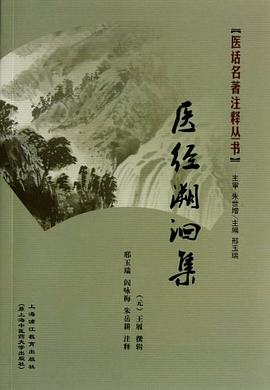 【医话名著注释丛书】
主审 朱世增/主编 邢玉瑞
医经溯洄集
（元）王履 撰辑
邢玉瑞 阎咏梅 朱岳耕 注释
上海浦江教育出版社
（原上海中医药大学出版社）